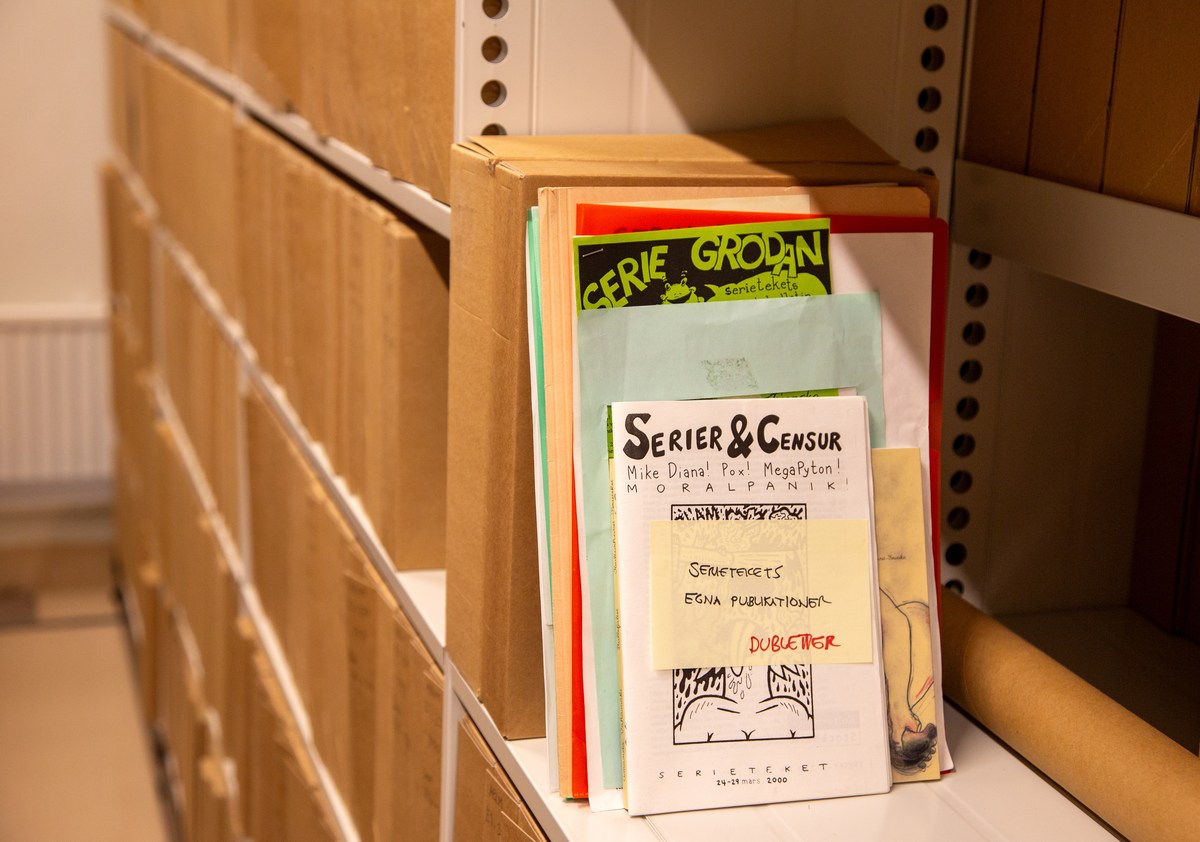 SERIE GRODAN
serietekets
SERIER & CENSUR
Mike Diana! Pox! MegaPyton!
MORALPANIK!
SERIETEKETS
EGNA PUBLIKATIONER
DUBLETTER
SERIETEKET
24-29 mars 2000